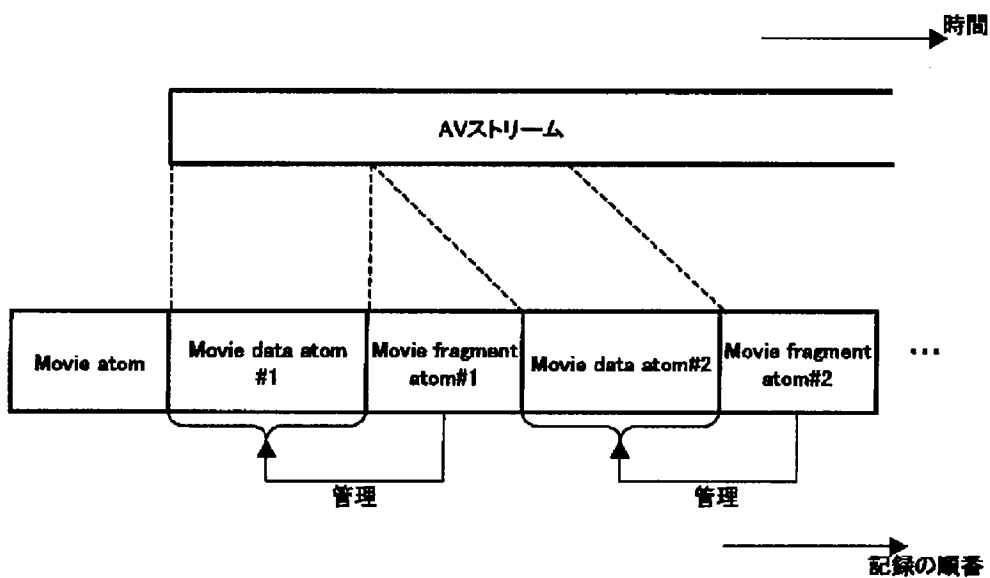 時間
AVストリーム
Movie atom
Movie data atom
#1
Movie fragment
atom#1
Movie data atom#2
Movie fragment
atom#2
...
管理
管理
記録の順番